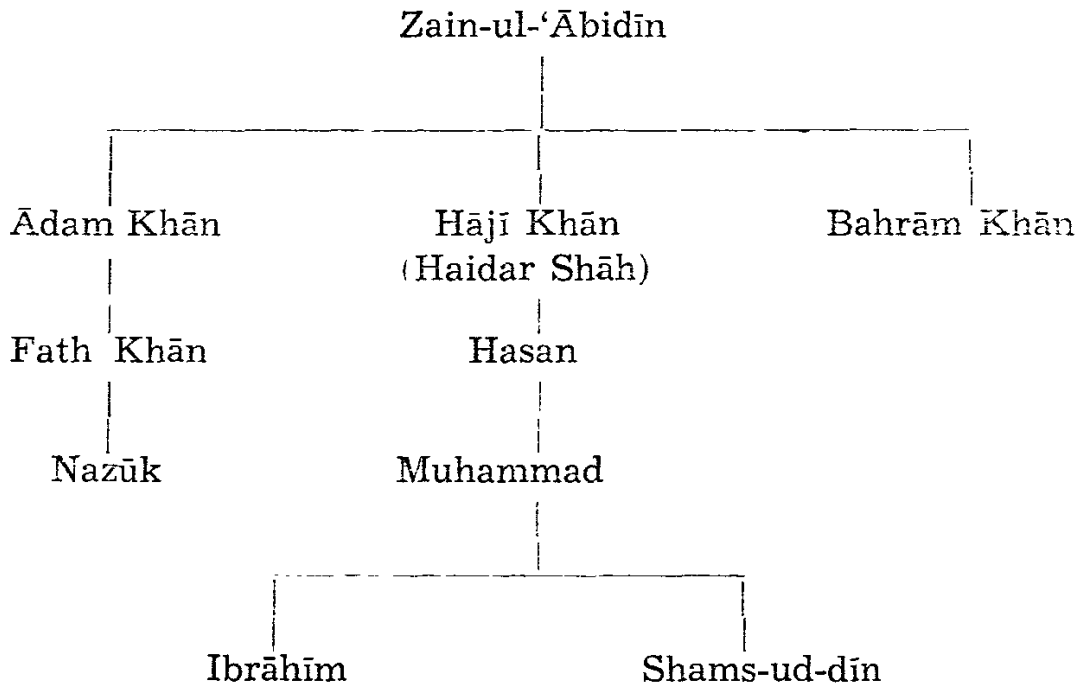 Zain-ul-‘Ābidīn
Ādam Khān Hājī Khān Bahrām Khān
(Haidar Shāh)
Fath Khān Hasan
Nazūk Muhammad
Ibrāhīm Shams-ud-dīn